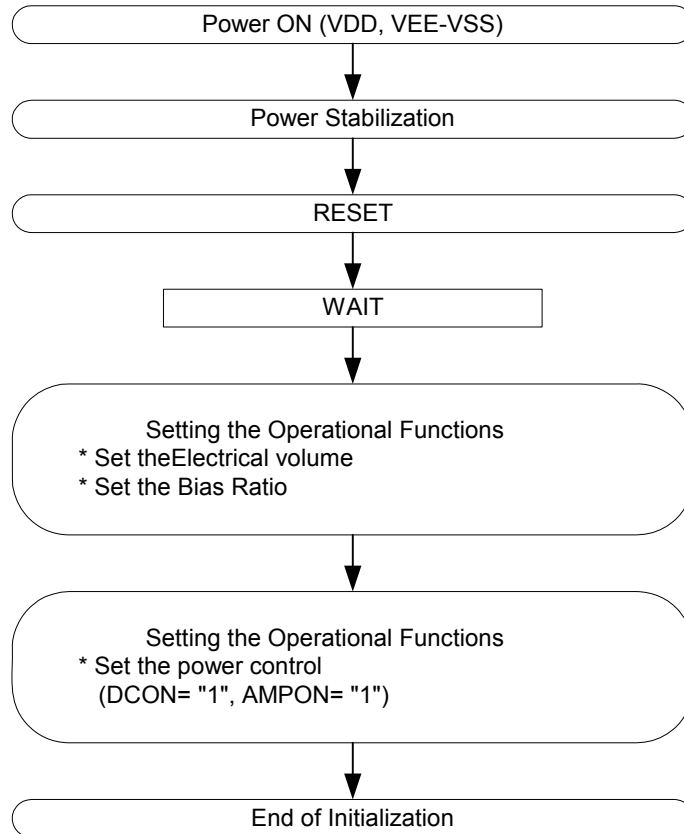 Power ON (VDD, VEE-VSS)
Power Stabilization
RESET
WAIT
Setting the Operational Functions
* Set theElectrical volume
* Set the Bias Ratio
Setting the Operational Functions
* Set the power control
(DCON= "1", AMPON= "1")
End of Initialization